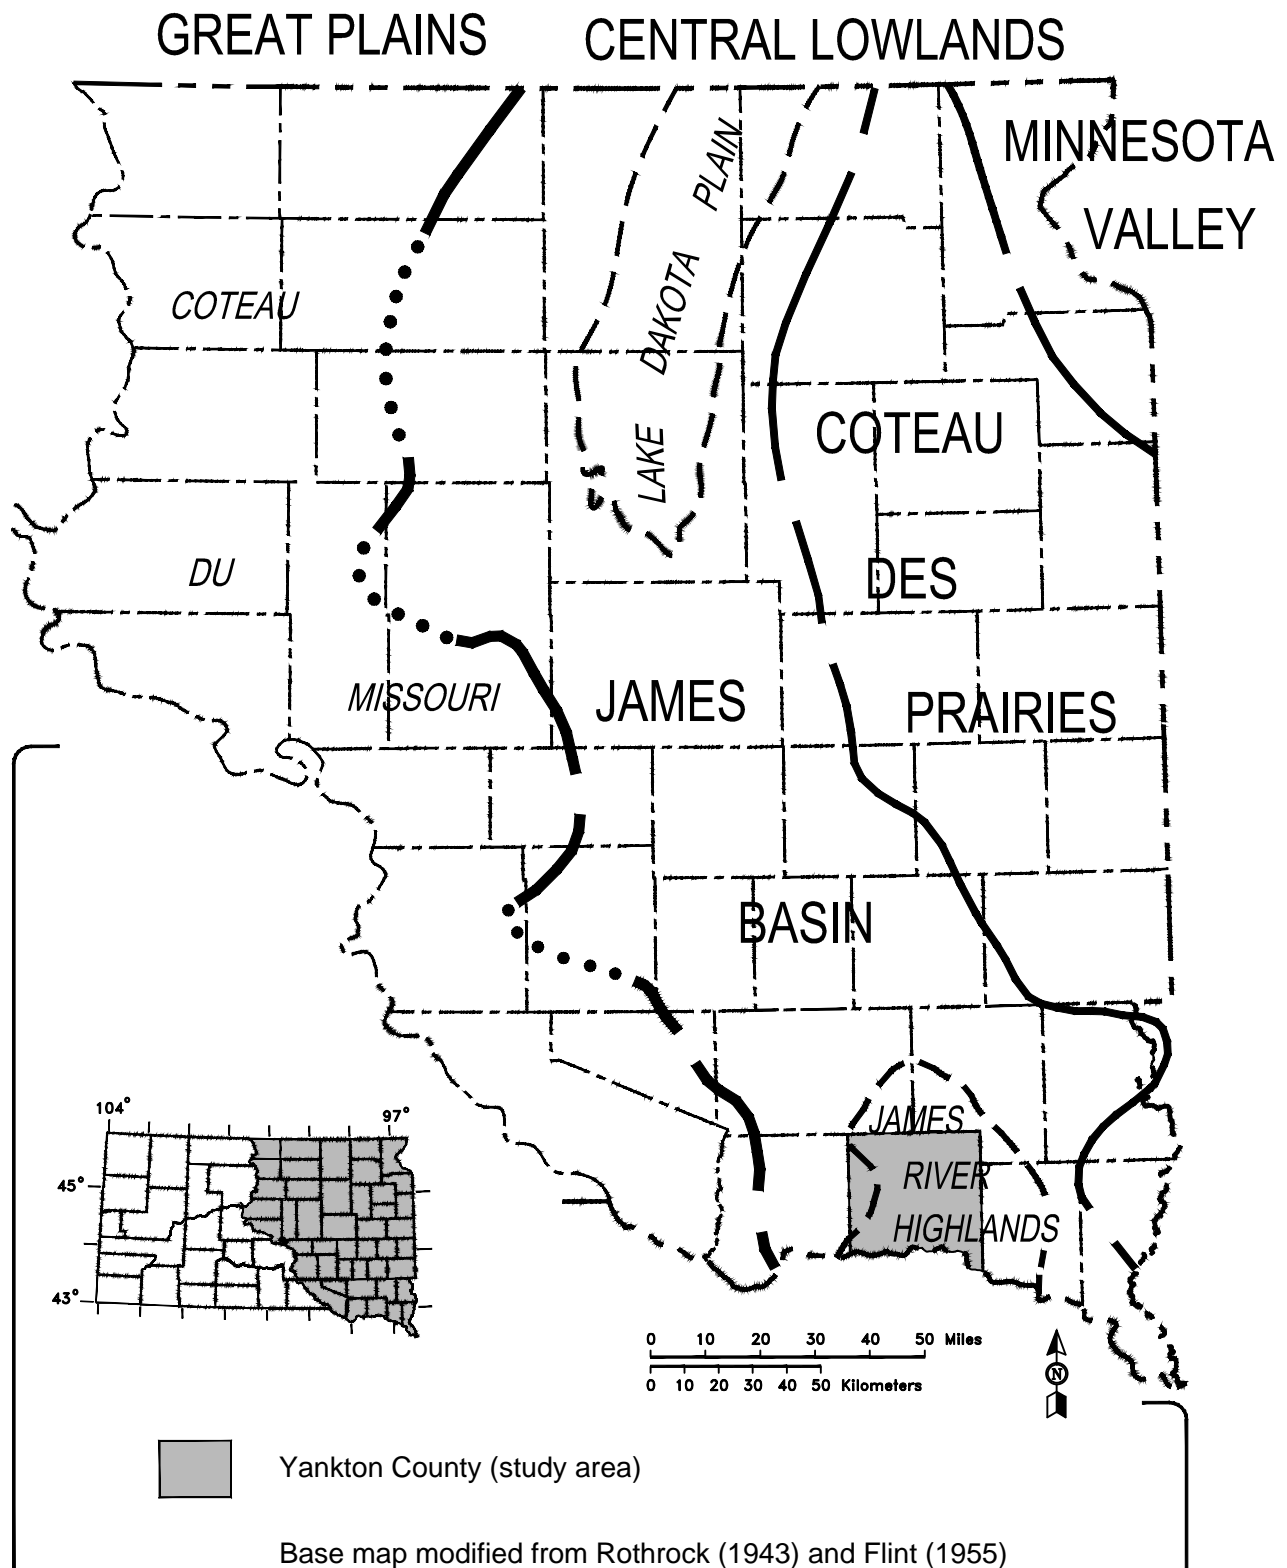 GREAT PLAINS
CENTRAL LOWLANDS
MINNESOTA
VALLEY
PLAIN
DAKOTA
LAKE
COTEAU
COTEAU
DU
DES
MISSOURI
JAMES
PRAIRIES
BASIN
JAMES
RIVER
HIGHLANDS
104° 97°
45°
43°
0 10 20 30 40 50 Miles
0 10 20 30 40 50 Kilometers
N
Yankton County (study area)
Base map modified from Rothrock (1943) and Flint (1955)